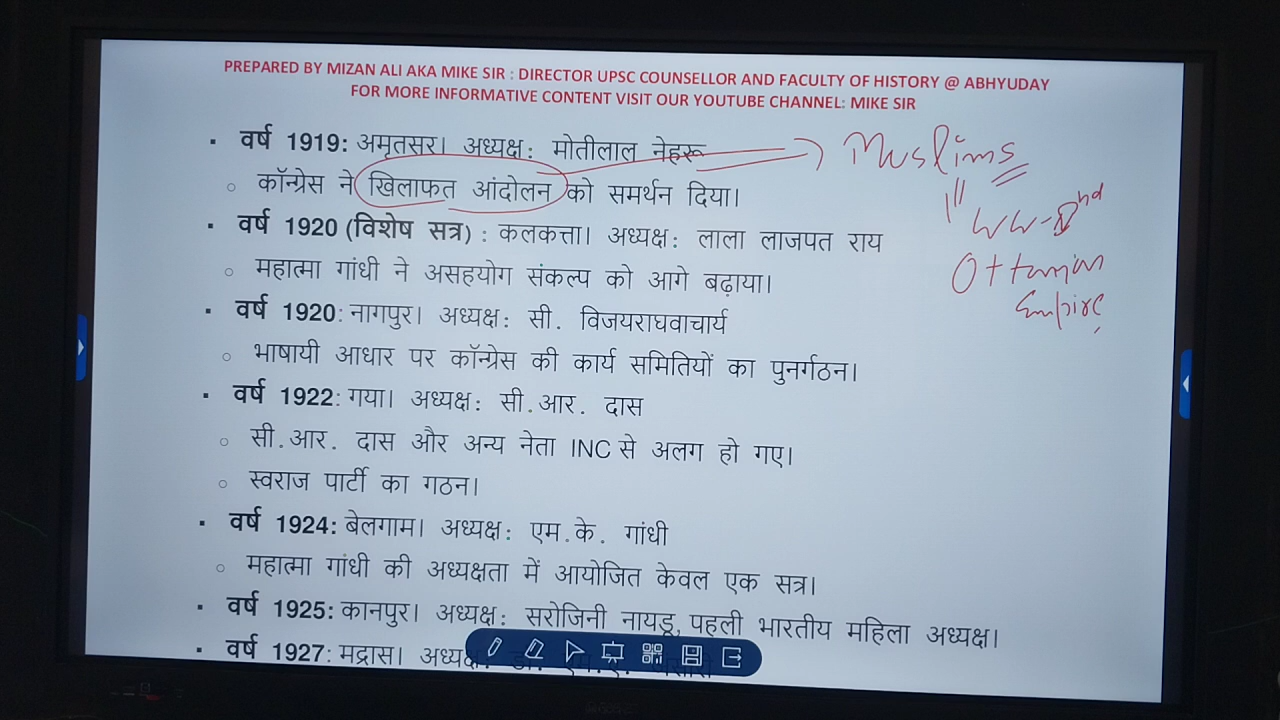 PREPARED BY MIZAN ALI AKA MIKE SIR : DIRECTOR UPSC COUNSELLOR AND FACULTY OF HISTORY @ ABHYUDAY
FOR MORE INFORMATIVE CONTENT VISIT OUR YOUTUBE CHANNEL: MIKE SIR
▪ वर्ष 1919: अमृतसर। अध्यक्ष: मोतीलाल नेहरू
Muslims
○ कॉन्ग्रेस ने खिलाफत आंदोलन को समर्थन दिया।
WW-
nd
▪ वर्ष 1920 (विशेष सत्र) : कलकत्ता। अध्यक्ष: लाला लाजपत राय
○ महात्मा गांधी ने असहयोग संकल्प को आगे बढ़ाया।
Ottoman
Empire
▪ वर्ष 1920: नागपुर। अध्यक्ष: सी. विजयराघवाचार्य
○ भाषायी आधार पर कॉन्ग्रेस की कार्य समितियों का पुनर्गठन।
▪ वर्ष 1922: गया। अध्यक्ष: सी.आर. दास
○ सी.आर. दास और अन्य नेता INC से अलग हो गए।
○ स्वराज पार्टी का गठन।
▪ वर्ष 1924: बेलगाम। अध्यक्ष: एम.के. गांधी
○ महात्मा गांधी की अध्यक्षता में आयोजित केवल एक सत्र।
▪ वर्ष 1925: कानपुर। अध्यक्ष: सरोजिनी नायडू, पहली भारतीय महिला अध्यक्ष।
▪ वर्ष 1927: मद्रास।